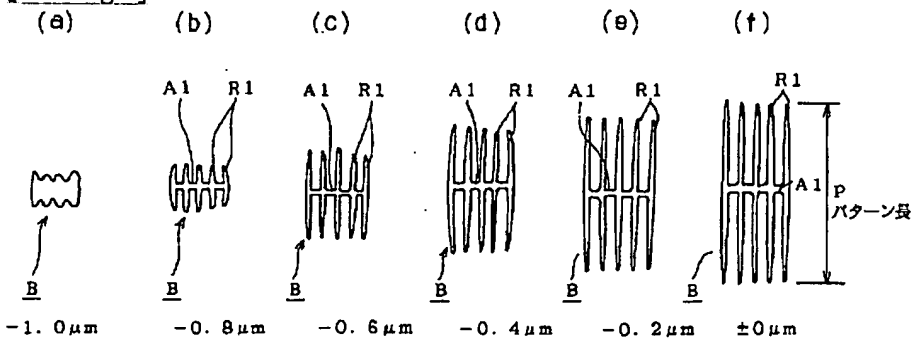 (a) (b) (c) (d) (e) (f)
A1 R1 A1 R1 A1 R1 A1 R1 R1
A1
P
パターン長
B B B B B B
-1.0μm -0.8μm -0.6μm -0.4μm -0.2μm ±0μm